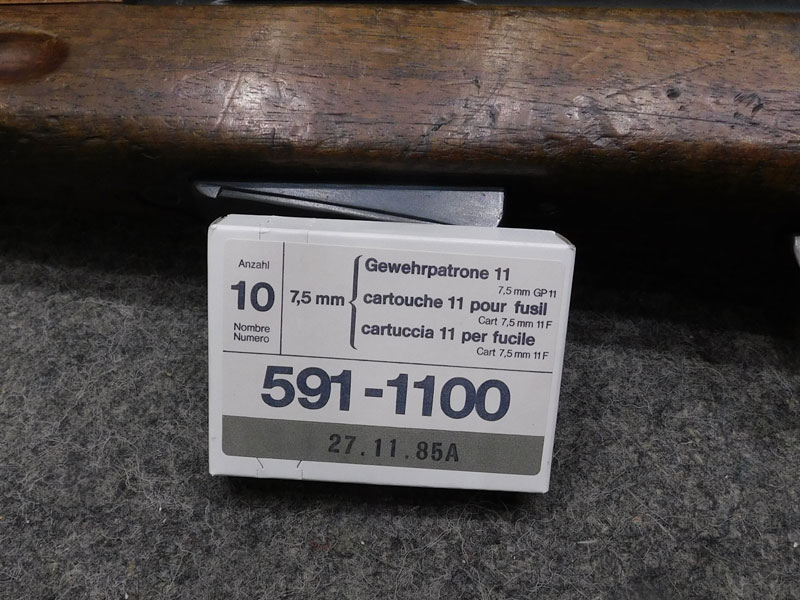 Anzahl
10
Nombre
Numero
7,5 mm
Gewehrpatrone 11
7,5 mm GP 11
cartouche 11 pour fusil
Cart 7,5 mm 11 F
cartuccia 11 per fucile
Cart 7,5 mm 11 F
591-1100
27.11.85A